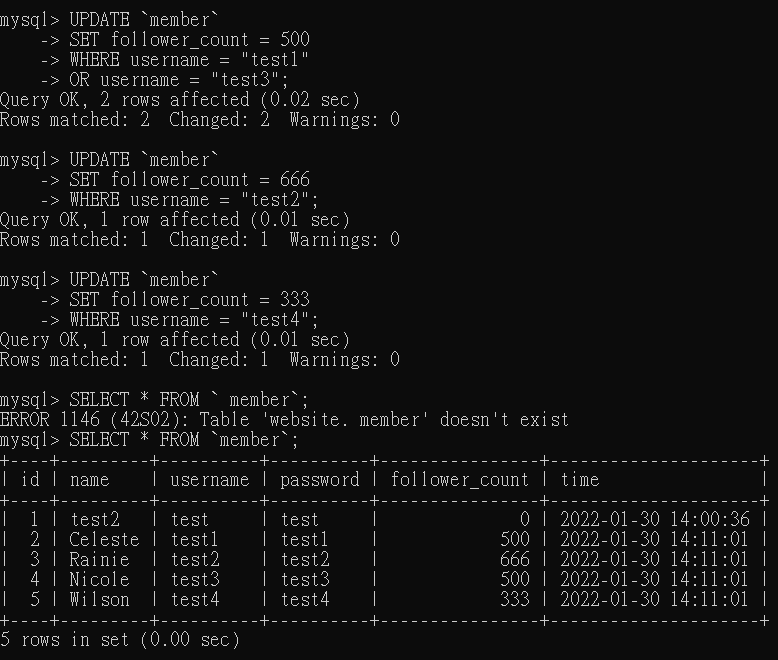 mysql> UPDATE `member`
    -> SET follower_count = 500
    -> WHERE username = "test1"
    -> OR username = "test3";
Query OK, 2 rows affected (0.02 sec)
Rows matched: 2  Changed: 2  Warnings: 0

mysql> UPDATE `member`
    -> SET follower_count = 666
    -> WHERE username = "test2";
Query OK, 1 row affected (0.01 sec)
Rows matched: 1  Changed: 1  Warnings: 0

mysql> UPDATE `member`
    -> SET follower_count = 333
    -> WHERE username = "test4";
Query OK, 1 row affected (0.01 sec)
Rows matched: 1  Changed: 1  Warnings: 0

mysql> SELECT * FROM ` member`;
ERROR 1146 (42S02): Table 'website. member' doesn't exist
mysql> SELECT * FROM `member`;
+----+---------+----------+----------+----------------+---------------------+
| id | name    | username | password | follower_count | time                |
+----+---------+----------+----------+----------------+---------------------+
|  1 | test2   | test     | test     |              0 | 2022-01-30 14:00:36 |
|  2 | Celeste | test1    | test1    |            500 | 2022-01-30 14:11:01 |
|  3 | Rainie  | test2    | test2    |            666 | 2022-01-30 14:11:01 |
|  4 | Nicole  | test3    | test3    |            500 | 2022-01-30 14:11:01 |
|  5 | Wilson  | test4    | test4    |            333 | 2022-01-30 14:11:01 |
+----+---------+----------+----------+----------------+---------------------+
5 rows in set (0.00 sec)